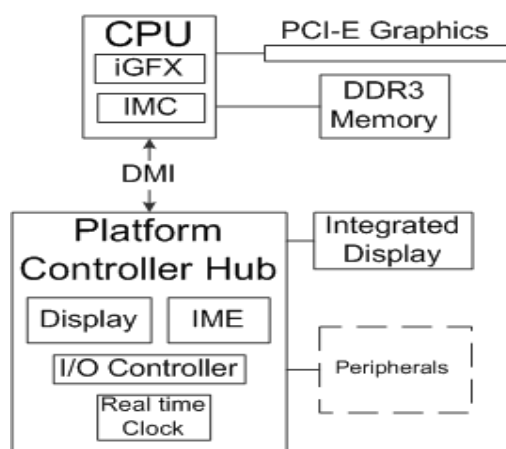 CPU
PCI-E Graphics
iGFX
IMC
DDR3
Memory
DMI
Platform
Controller Hub
Integrated
Display
Display
IME
I/O Controller
Peripherals
Real time
Clock